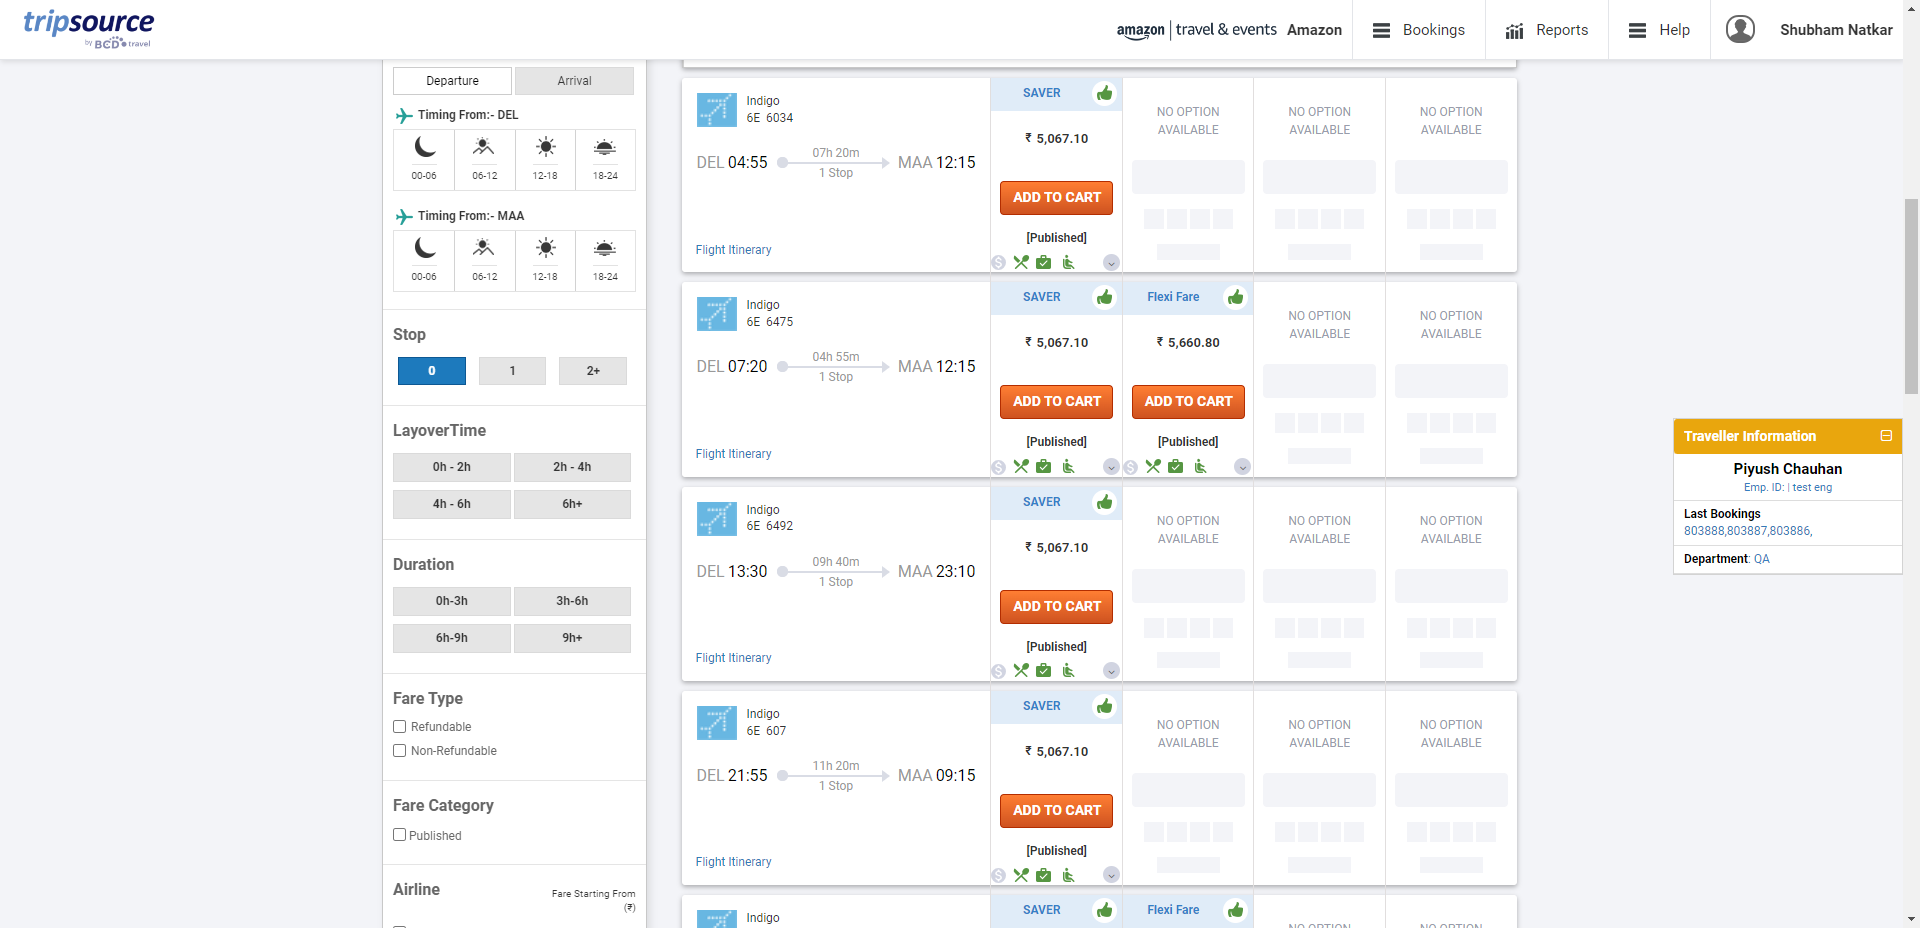 tripsource
by BCD travel
amazon | travel & events Amazon
Bookings
Reports
Help
Shubham Natkar
Departure
Arrival
Timing From:- DEL
00-06
06-12
12-18
18-24
Timing From:- MAA
00-06
06-12
12-18
18-24
Stop
0
1
2+
LayoverTime
0h - 2h
2h - 4h
4h - 6h
6h+
Duration
0h-3h
3h-6h
6h-9h
9h+
Fare Type
Refundable
Non-Refundable
Fare Category
Published
Airline
Fare Starting From
(₹)
Indigo
6E 6034
DEL 04:55
07h 20m
1 Stop
MAA 12:15
Flight Itinerary
SAVER
₹ 5,067.10
ADD TO CART
[Published]
NO OPTION
AVAILABLE
NO OPTION
AVAILABLE
NO OPTION
AVAILABLE
Indigo
6E 6475
DEL 07:20
04h 55m
1 Stop
MAA 12:15
Flight Itinerary
SAVER
₹ 5,067.10
ADD TO CART
[Published]
Flexi Fare
₹ 5,660.80
ADD TO CART
[Published]
NO OPTION
AVAILABLE
NO OPTION
AVAILABLE
Indigo
6E 6492
DEL 13:30
09h 40m
1 Stop
MAA 23:10
Flight Itinerary
SAVER
₹ 5,067.10
ADD TO CART
[Published]
NO OPTION
AVAILABLE
NO OPTION
AVAILABLE
NO OPTION
AVAILABLE
Indigo
6E 607
DEL 21:55
11h 20m
1 Stop
MAA 09:15
Flight Itinerary
SAVER
₹ 5,067.10
ADD TO CART
[Published]
NO OPTION
AVAILABLE
NO OPTION
AVAILABLE
NO OPTION
AVAILABLE
Indigo
SAVER
Flexi Fare
NO OPTION
NO OPTION
Traveller Information
Piyush Chauhan
Emp. ID: | test eng
Last Bookings
803888,803887,803886,
Department: QA